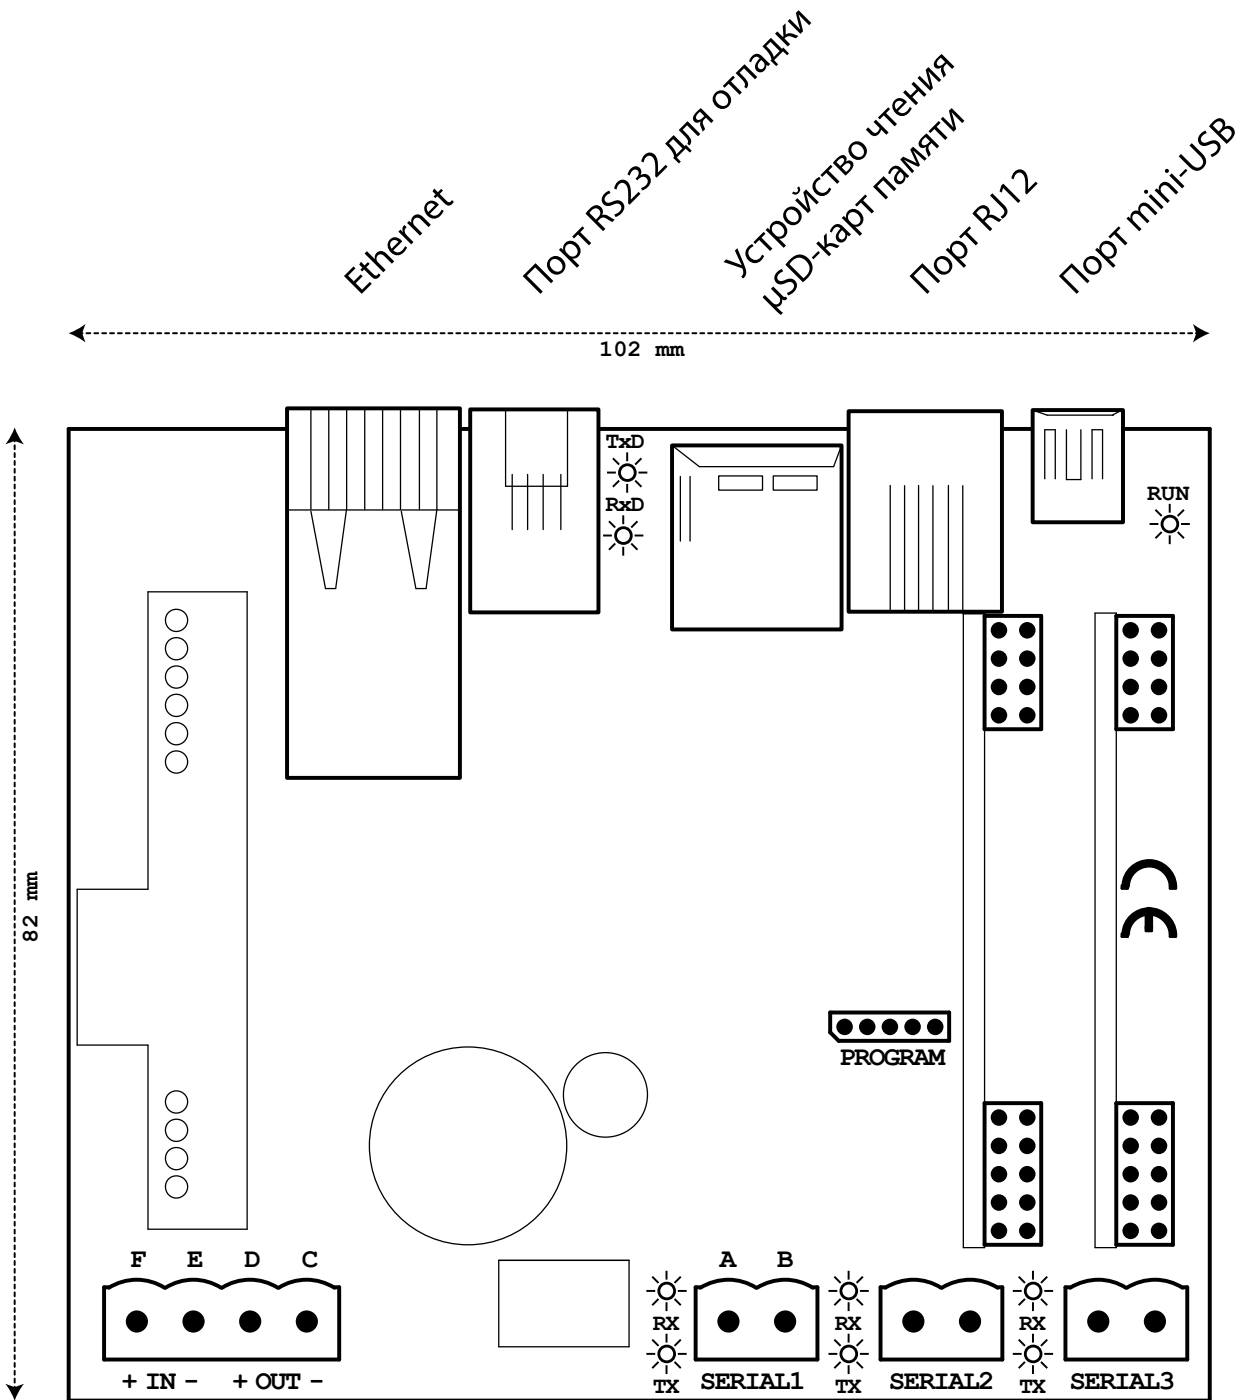 Ethernet
Порт RS232 для отладки
Устройство чтения
µSD-карт памяти
Порт RJ12
Порт mini-USB
102 mm
82 mm
TxD
RxD
RUN
CE
PROGRAM
F E D C
A B
RX
RX
RX
+ IN - + OUT -
TX SERIAL1
TX SERIAL2
TX SERIAL3